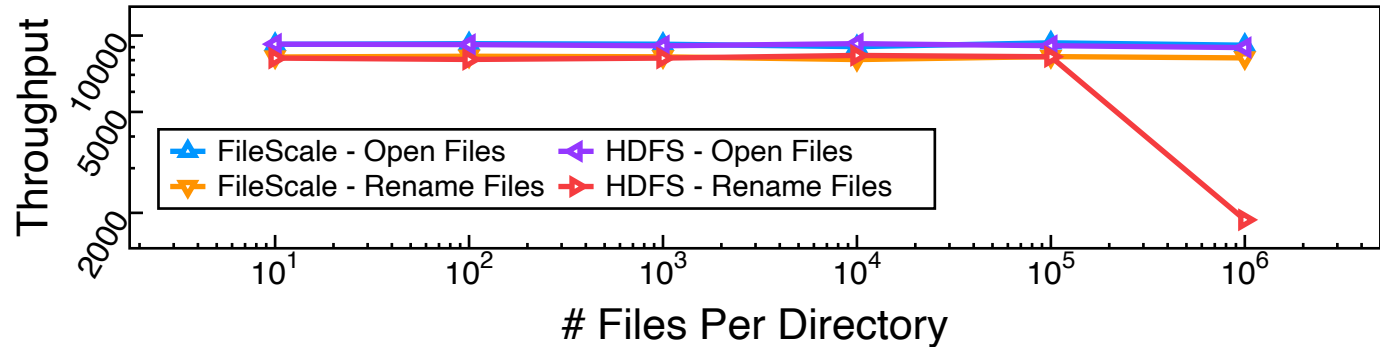 Throughput
10000
5000
2000
FileScale - Open Files
HDFS - Open Files
FileScale - Rename Files
HDFS - Rename Files
10¹ 10² 10³ 10⁴ 10⁵ 10⁶
# Files Per Directory